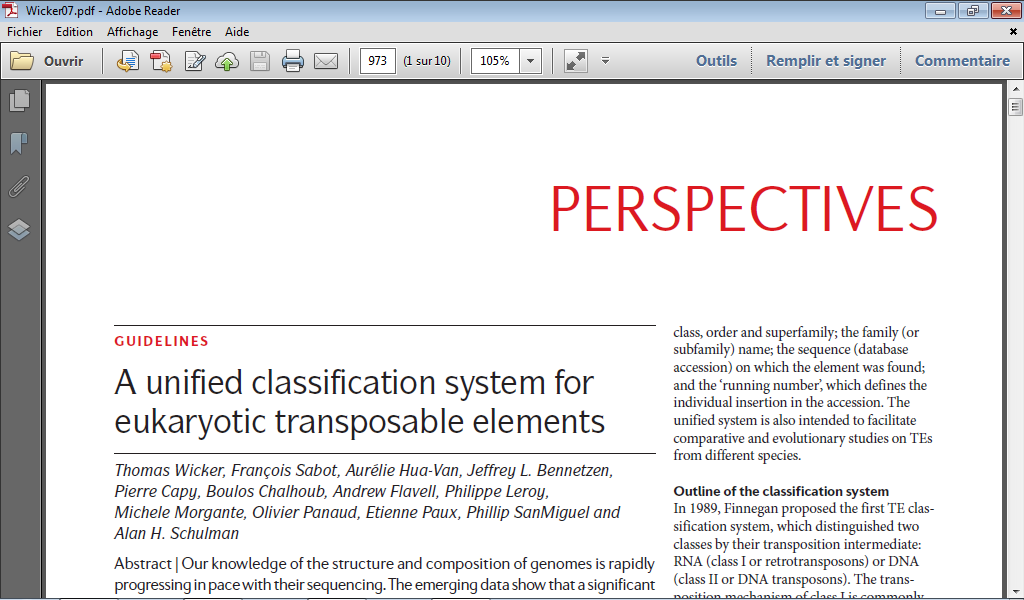 Wicker07.pdf - Adobe Reader
Fichier Edition Affichage Fenêtre Aide
Ouvrir 973 (1 sur 10) 105% Outils Remplir et signer Commentaire
PERSPECTIVES
GUIDELINES
A unified classification system for
eukaryotic transposable elements
Thomas Wicker, François Sabot, Aurélie Hua-Van, Jeffrey L. Bennetzen,
Pierre Capy, Boulos Chalhoub, Andrew Flavell, Philippe Leroy,
Michele Morgante, Olivier Panaud, Etienne Paux, Phillip SanMiguel and
Alan H. Schulman
Abstract | Our knowledge of the structure and composition of genomes is rapidly
progressing in pace with their sequencing. The emerging data show that a significant
class, order and superfamily; the family (or
subfamily) name; the sequence (database
accession) on which the element was found;
and the ‘running number’, which defines the
individual insertion in the accession. The
unified system is also intended to facilitate
comparative and evolutionary studies on TEs
from different species.
Outline of the classification system
In 1989, Finnegan proposed the first TE clas-
sification system, which distinguished two
classes by their transposition intermediate:
RNA (class I or retrotransposons) or DNA
(class II or DNA transposons). The trans-
position mechanism of class I is commonly